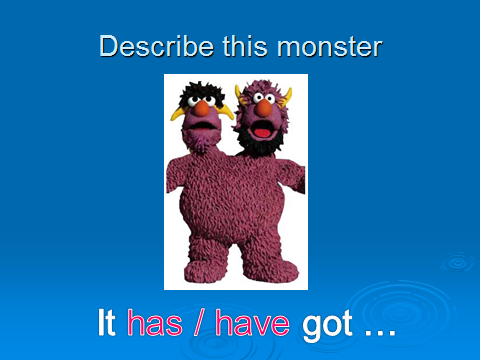 Describe this monster
It has / have got ...